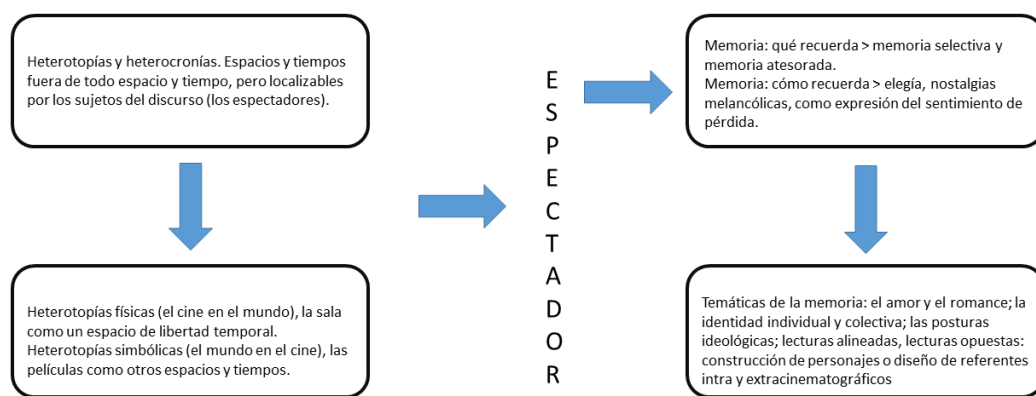 Heterotopías y heterocronías. Espacios y tiempos
fuera de todo espacio y tiempo, pero localizables
por los sujetos del discurso (los espectadores).
Heterotopías físicas (el cine en el mundo), la sala
como un espacio de libertad temporal.
Heterotopías simbólicas (el mundo en el cine), las
películas como otros espacios y tiempos.
E
S
P
E
C
T
A
D
O
R
Memoria: qué recuerda > memoria selectiva y
memoria atesorada.
Memoria: cómo recuerda > elegía, nostalgias
melancólicas, como expresión del sentimiento de
pérdida.
Temáticas de la memoria: el amor y el romance; la
identidad individual y colectiva; las posturas
ideológicas; lecturas alineadas, lecturas opuestas:
construcción de personajes o diseño de referentes
intra y extracinematográficos